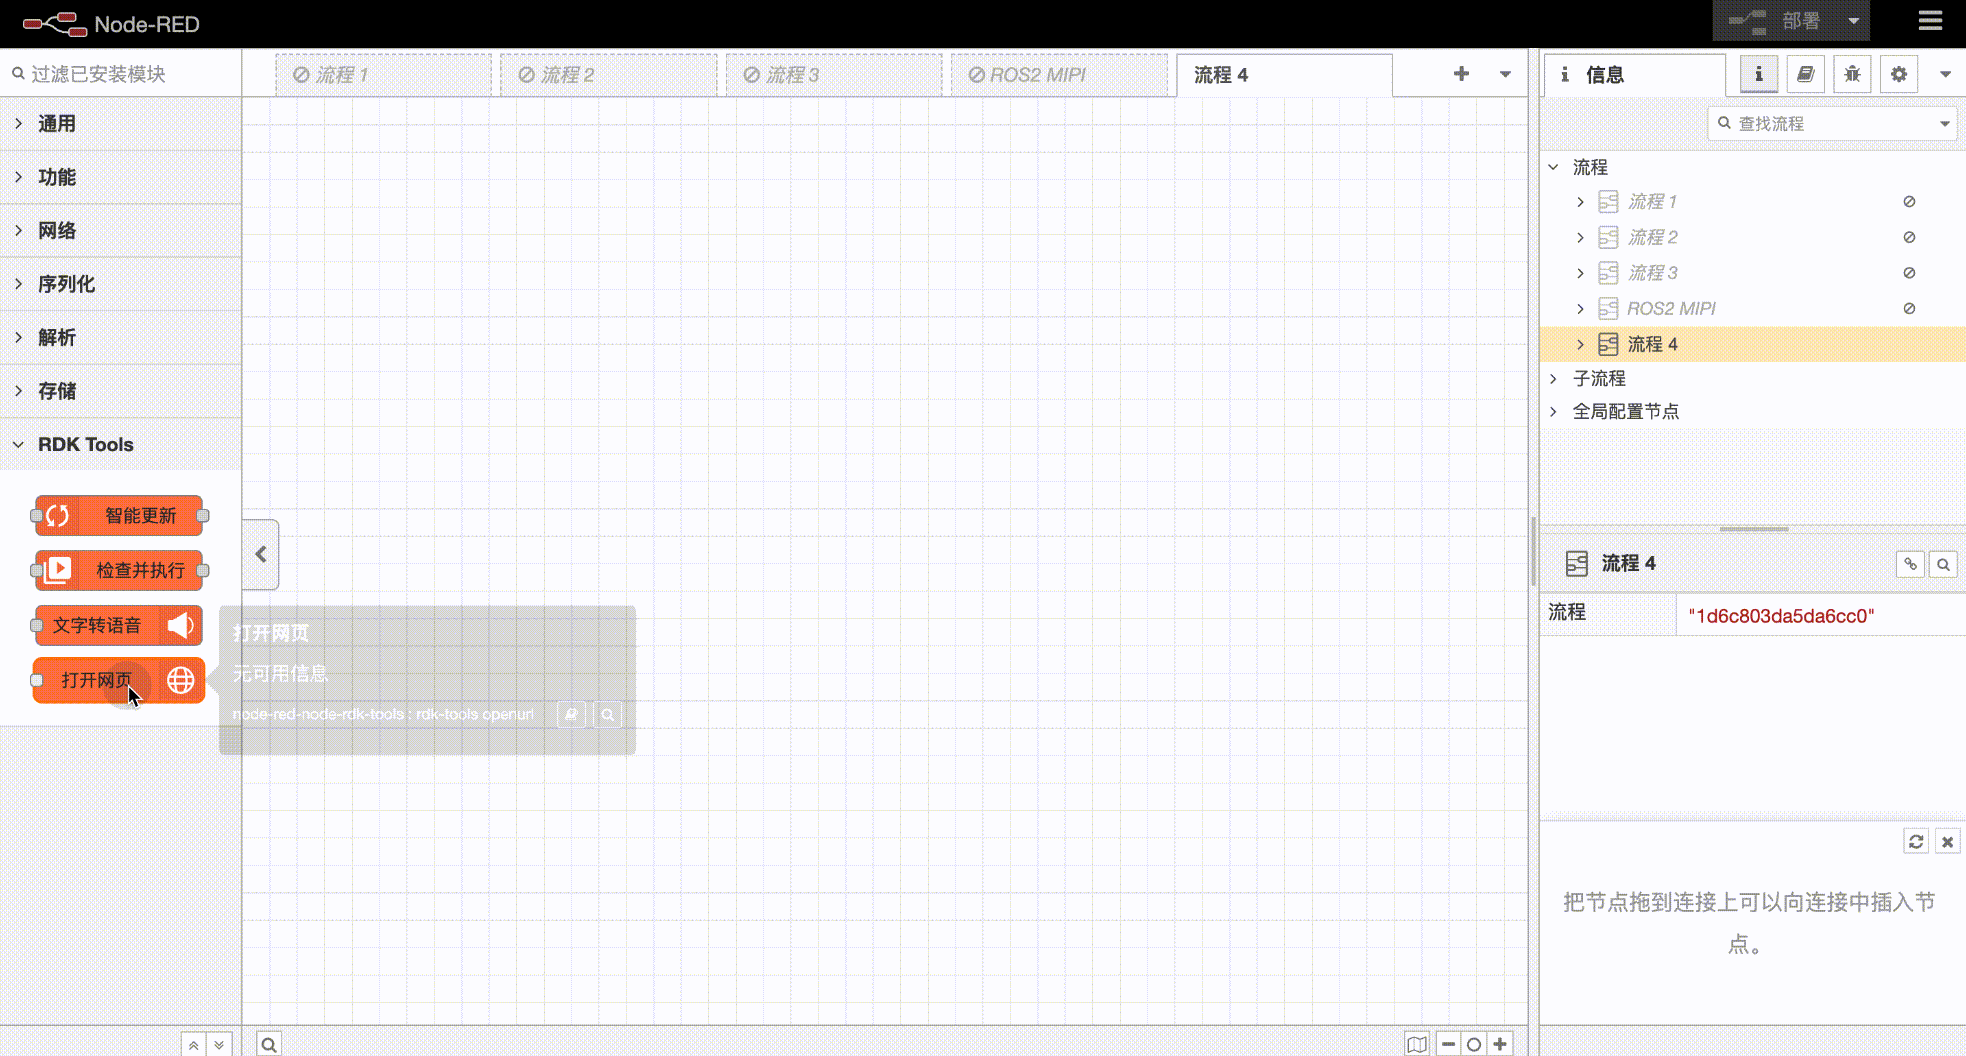 Node-RED
部署
过滤已安装模块
流程 1
流程 2
流程 3
ROS2 MIPI
流程 4
信息
通用
功能
网络
序列化
解析
存储
RDK Tools
智能更新
检查并执行
文字转语音
打开网页
打开网页
无可用信息
node-red-node-rdk-tools : rdk-tools openurl
查找流程
流程
流程 1
流程 2
流程 3
ROS2 MIPI
流程 4
子流程
全局配置节点
流程 4
流程
"1d6c803da5da6cc0"
把节点拖到连接上可以向连接中插入节
点。